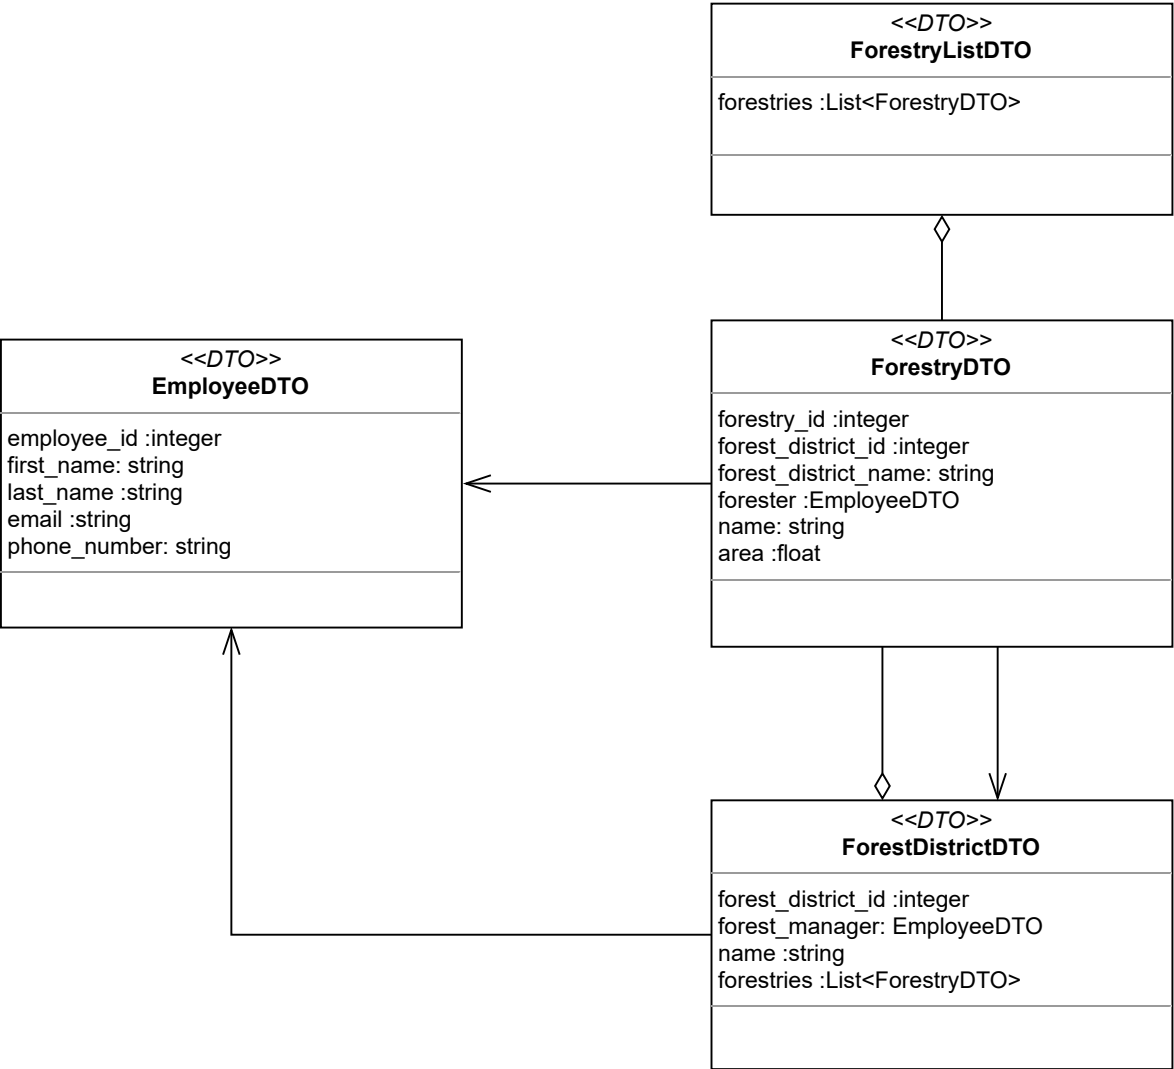 <<DTO>>
ForestryListDTO
forestries :List<ForestryDTO>
<<DTO>>
ForestryDTO
forestry_id :integer
forest_district_id :integer
forest_district_name: string
forester :EmployeeDTO
name: string
area :float
<<DTO>>
EmployeeDTO
employee_id :integer
first_name: string
last_name :string
email :string
phone_number: string
<<DTO>>
ForestDistrictDTO
forest_district_id :integer
forest_manager: EmployeeDTO
name :string
forestries :List<ForestryDTO>